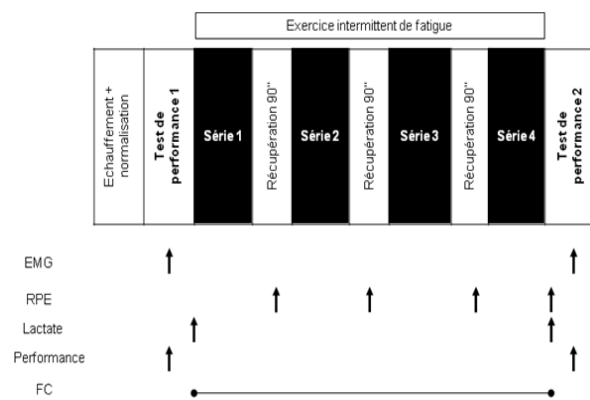 Exercice intermittent de fatigue
Echauffement +
normalisation
Test de
performance 1
Série 1
Récupération 90"
Série 2
Récupération 90"
Série 3
Récupération 90"
Série 4
Test de
performance 2
EMG
RPE
Lactate
Performance
FC